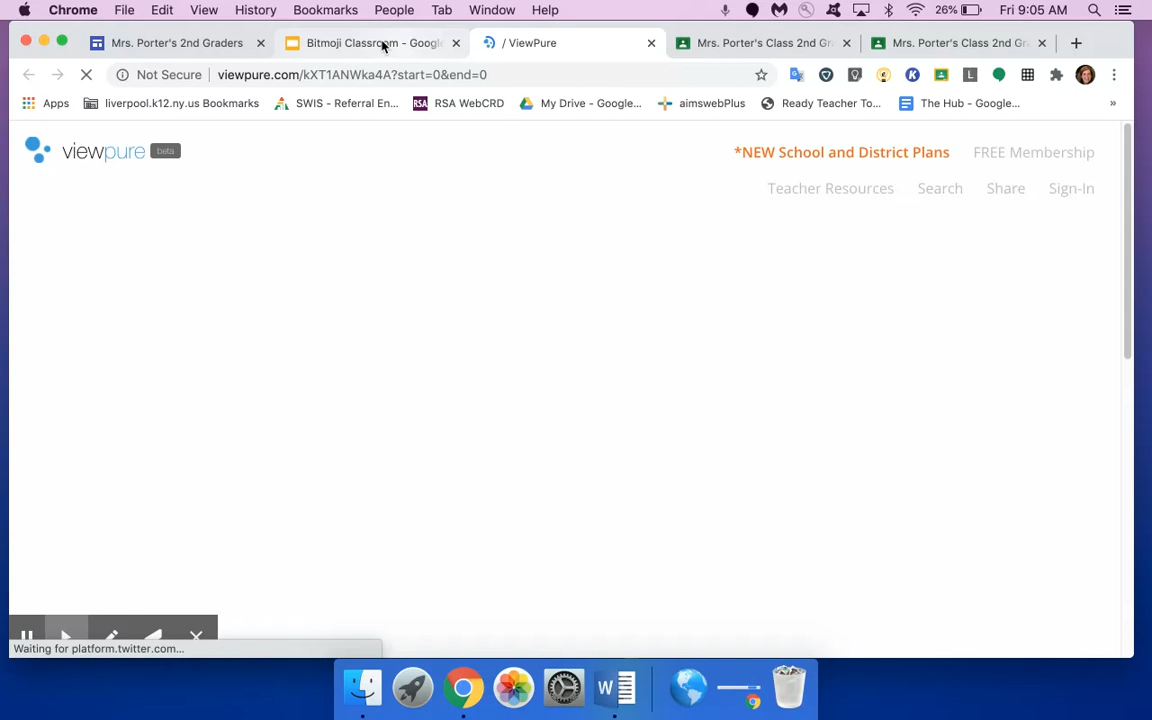 Chrome File Edit View History Bookmarks People Tab Window Help 26% Fri 9:05 AM
Mrs. Porter's 2nd Graders Bitmoji Classroom - Google / ViewPure Mrs. Porter's Class 2nd Gr Mrs. Porter's Class 2nd Gr
Not Secure viewpure.com/kXT1ANWka4A?start=0&end=0
Apps liverpool.k12.ny.us Bookmarks SWIS - Referral En... RSA RSA WebCRD My Drive - Google... aimswebPlus Ready Teacher To... The Hub - Google... »
viewpure beta *NEW School and District Plans FREE Membership
Teacher Resources Search Share Sign-In
Waiting for platform.twitter.com...
W